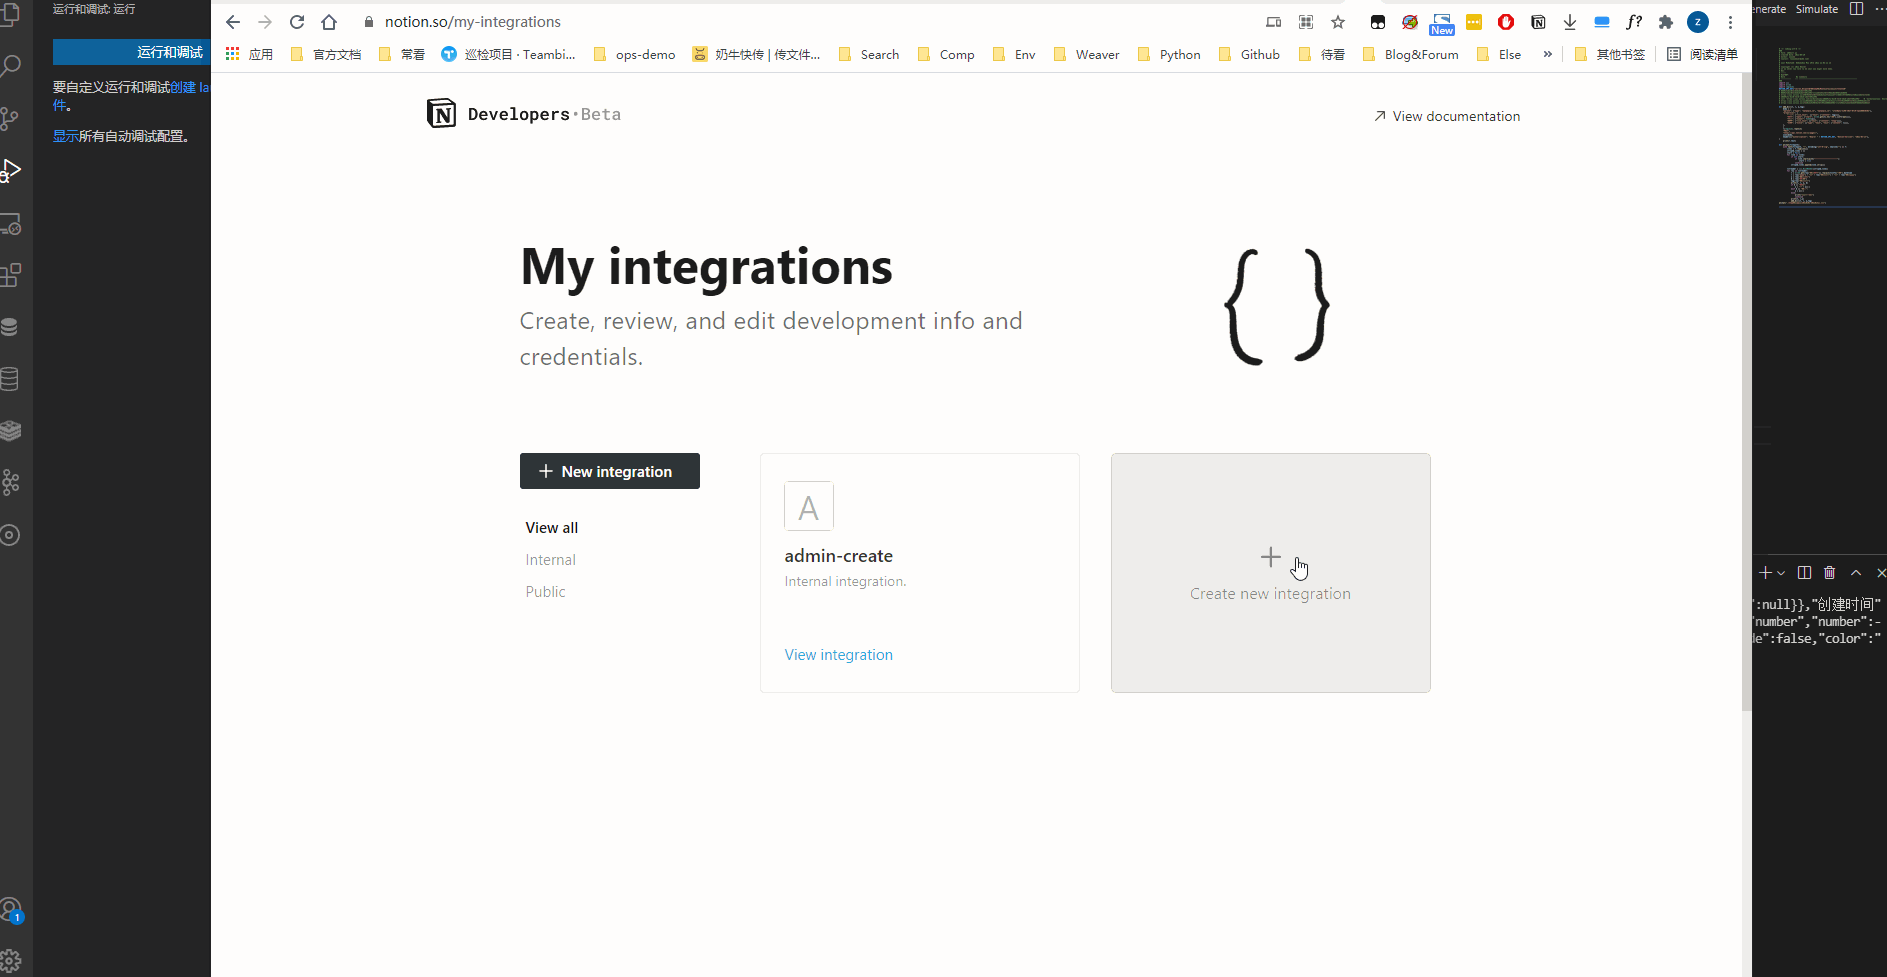 运行和调试: 运行
运行和调试
要自定义运行和调试创建 la
件。
显示所有自动调试配置。
1
notion.so/my-integrations
New
z
应用 官方文档 常看 巡检项目 · Teambi... ops-demo 奶牛快传 | 传文件... Search Comp Env Weaver Python Github 待看 Blog&Forum Else » 其他书签 阅读清单
Developers·Beta
View documentation
My integrations
Create, review, and edit development info and
credentials.
New integration
View all
Internal
Public
A
admin-create
Internal integration.
View integration
Create new integration
enerate Simulate
":null}},"创建时间"
"number","number":-
de":false,"color":"